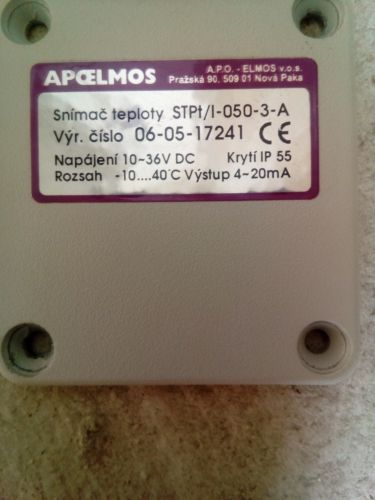 APOELMOS
A.P.O. - ELMOS v.o.s.
Pražská 90, 509 01 Nová Paka
Snímač teploty STPt/I-050-3-A
Výr. číslo 06-05-17241 CE
Napájení 10-36V DC Krytí IP 55
Rozsah -10....40°C Výstup 4~20mA